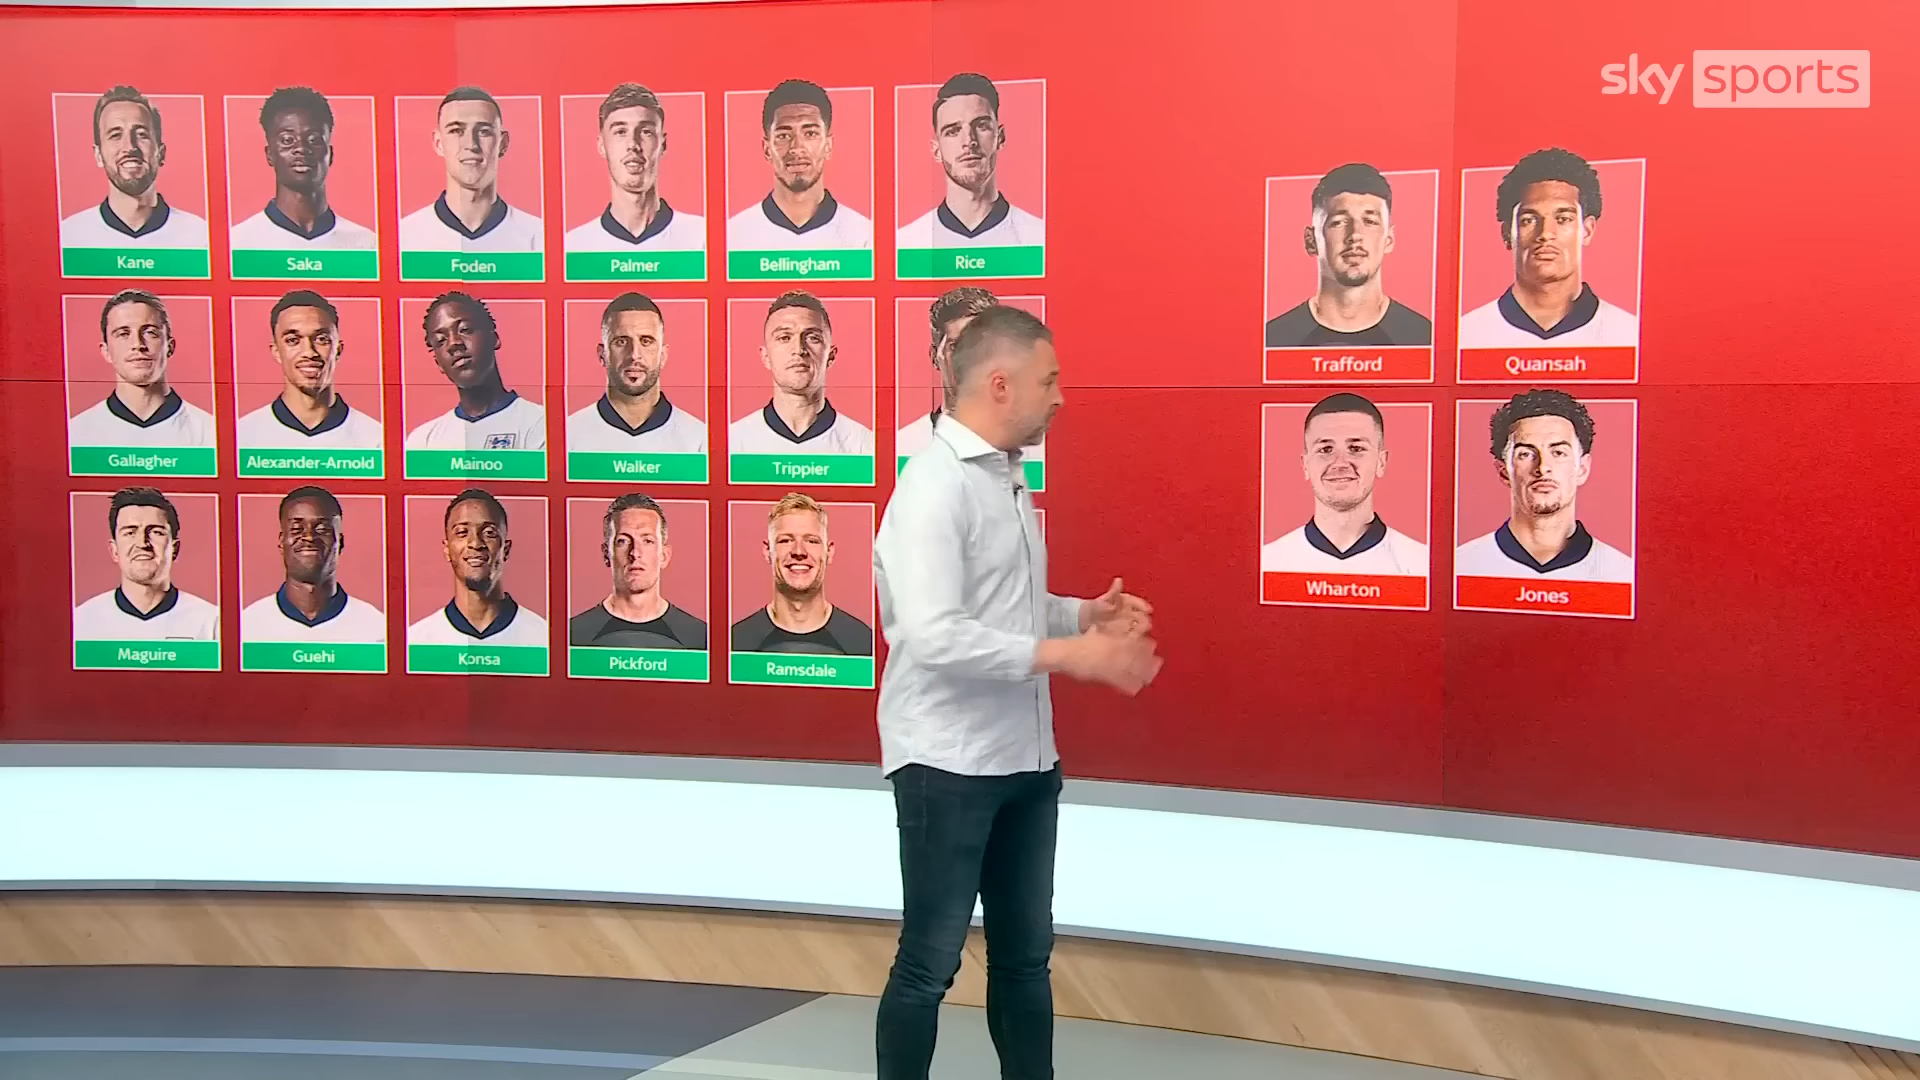 sky sports
Kane
Saka
Foden
Palmer
Bellingham
Rice
Gallagher
Alexander-Arnold
Mainoo
Walker
Trippier
Maguire
Guehi
Konsa
Pickford
Ramsdale
Trafford
Quansah
Wharton
Jones